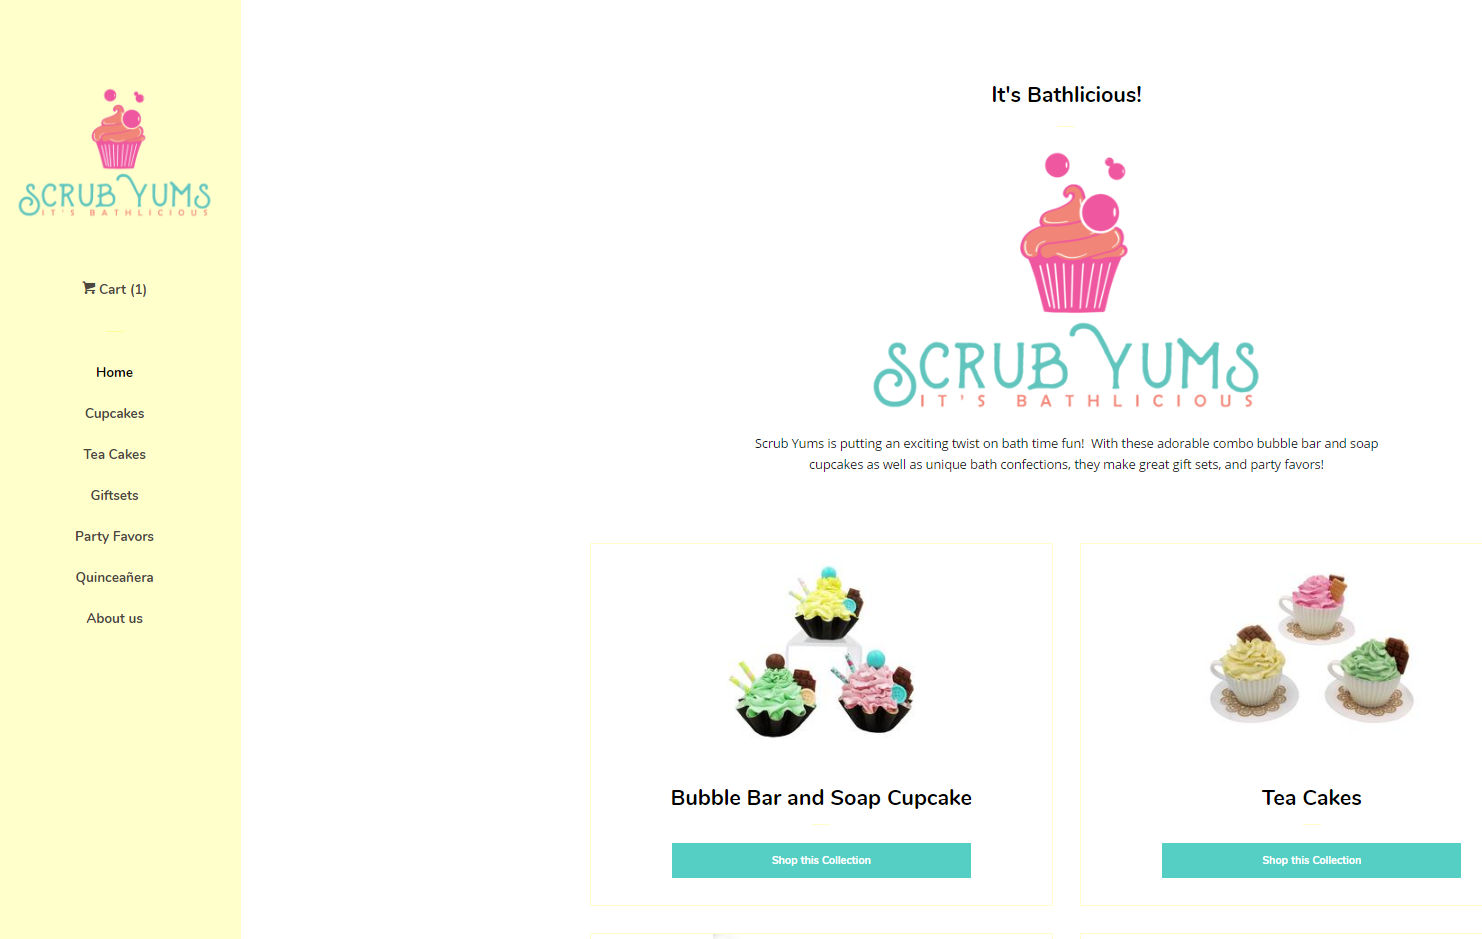 SCRUB YUMS
IT'S BATHLICIOUS
Cart (1)
Home
Cupcakes
Tea Cakes
Giftsets
Party Favors
Quinceañera
About us
It's Bathlicious!
SCRUB YUMS
IT'S BATHLICIOUS
Scrub Yums is putting an exciting twist on bath time fun!  With these adorable combo bubble bar and soap
cupcakes as well as unique bath confections, they make great gift sets, and party favors!
Bubble Bar and Soap Cupcake
Shop this Collection
Tea Cakes
Shop this Collection